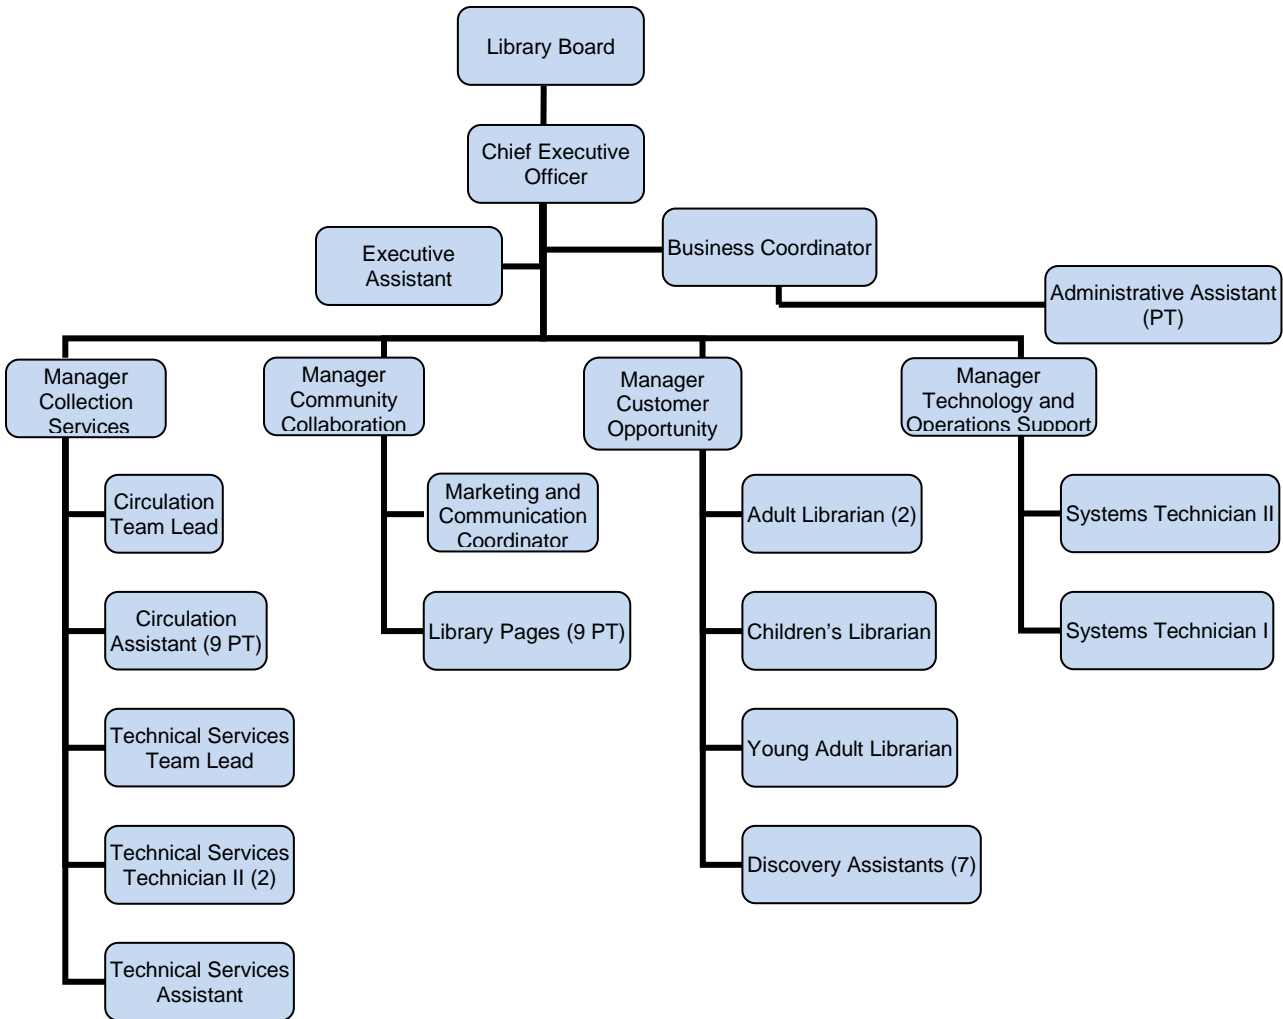 Library Board
Chief Executive
Officer
Executive
Assistant
Business Coordinator
Administrative Assistant
(PT)
Manager
Collection
Services
Manager
Community
Collaboration
Manager
Customer
Opportunity
Manager
Technology and
Operations Support
Circulation
Team Lead
Marketing and
Communication
Coordinator
Adult Librarian (2)
Systems Technician II
Circulation
Assistant (9 PT)
Library Pages (9 PT)
Children’s Librarian
Systems Technician I
Technical Services
Team Lead
Young Adult Librarian
Technical Services
Technician II (2)
Discovery Assistants (7)
Technical Services
Assistant